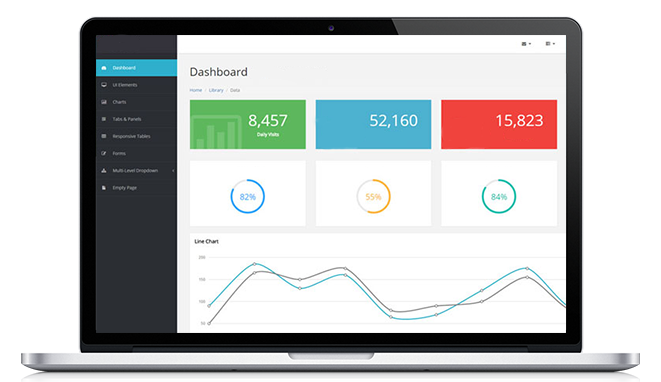 Dashboard
UI Elements
Charts
Tabs & Panels
Responsive Tables
Forms
Multi Level Dropdown
Empty Page
Dashboard
Home / Library / Data
8,457
Daily Visits
52,160
15,823
82%
55%
84%
Line Chart
200
150
100
50